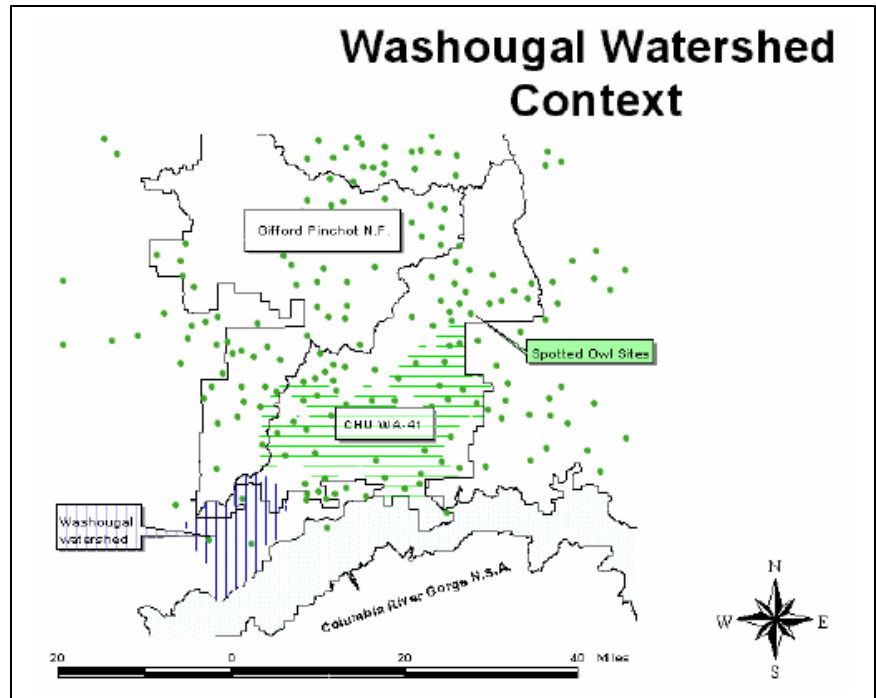 Washougal Watershed
Context
Gifford Pinchot N.F.
Spotted Owl Sites
CHU-WA-41
Washougal
watershed
Columbia River Gorge N.S.A.
N
W
E
S
20
0
20
40
Miles